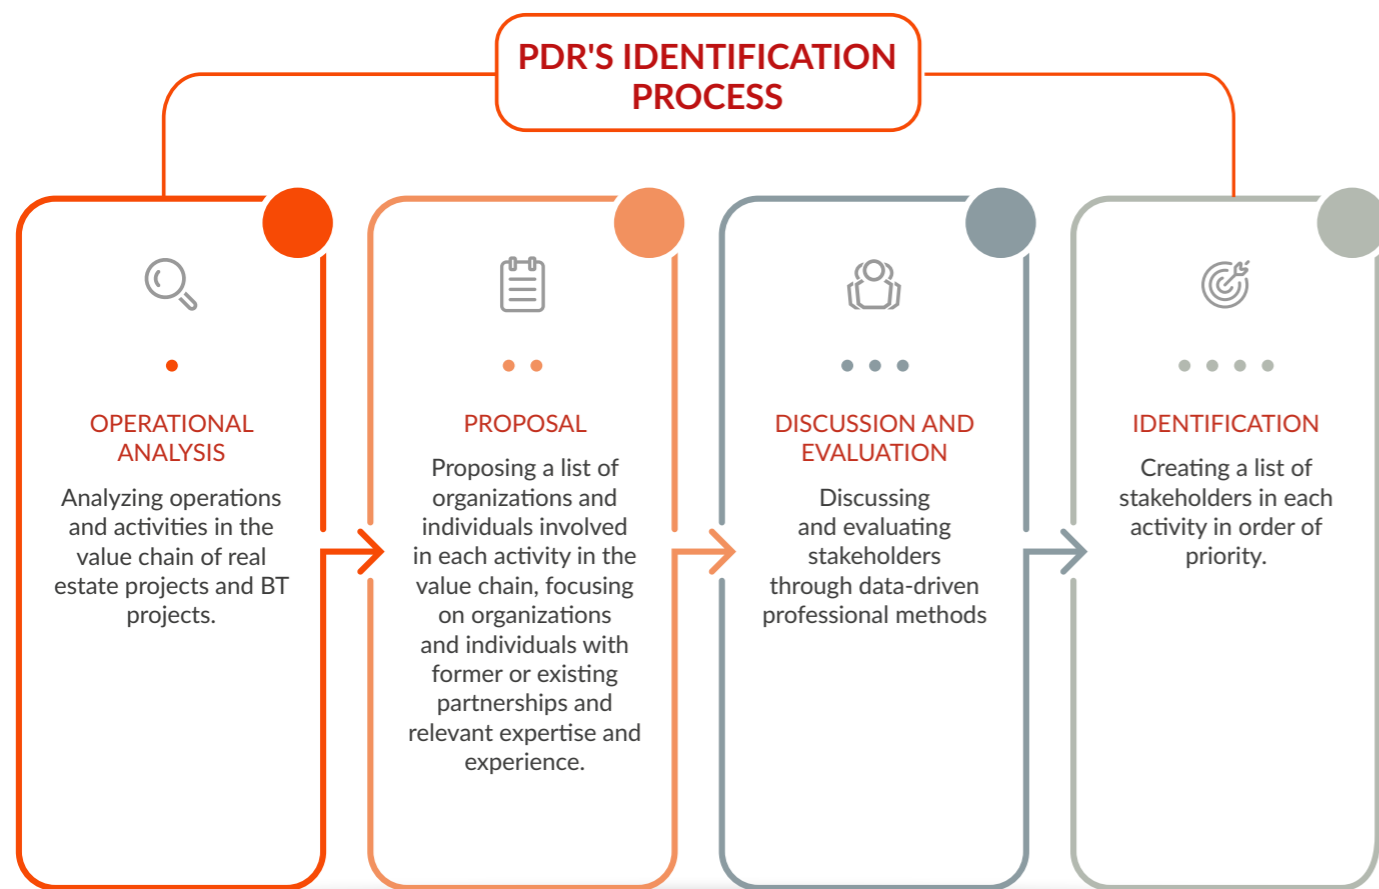 PDR'S IDENTIFICATION
PROCESS
OPERATIONAL
ANALYSIS
Analyzing operations
and activities in the
value chain of real
estate projects and BT
projects.
PROPOSAL
Proposing a list of
organizations and
individuals involved
in each activity in the
value chain, focusing
on organizations
and individuals with
former or existing
partnerships and
relevant expertise and
experience.
DISCUSSION AND
EVALUATION
Discussing
and evaluating
stakeholders
through data-driven
professional methods
IDENTIFICATION
Creating a list of
stakeholders in each
activity in order of
priority.